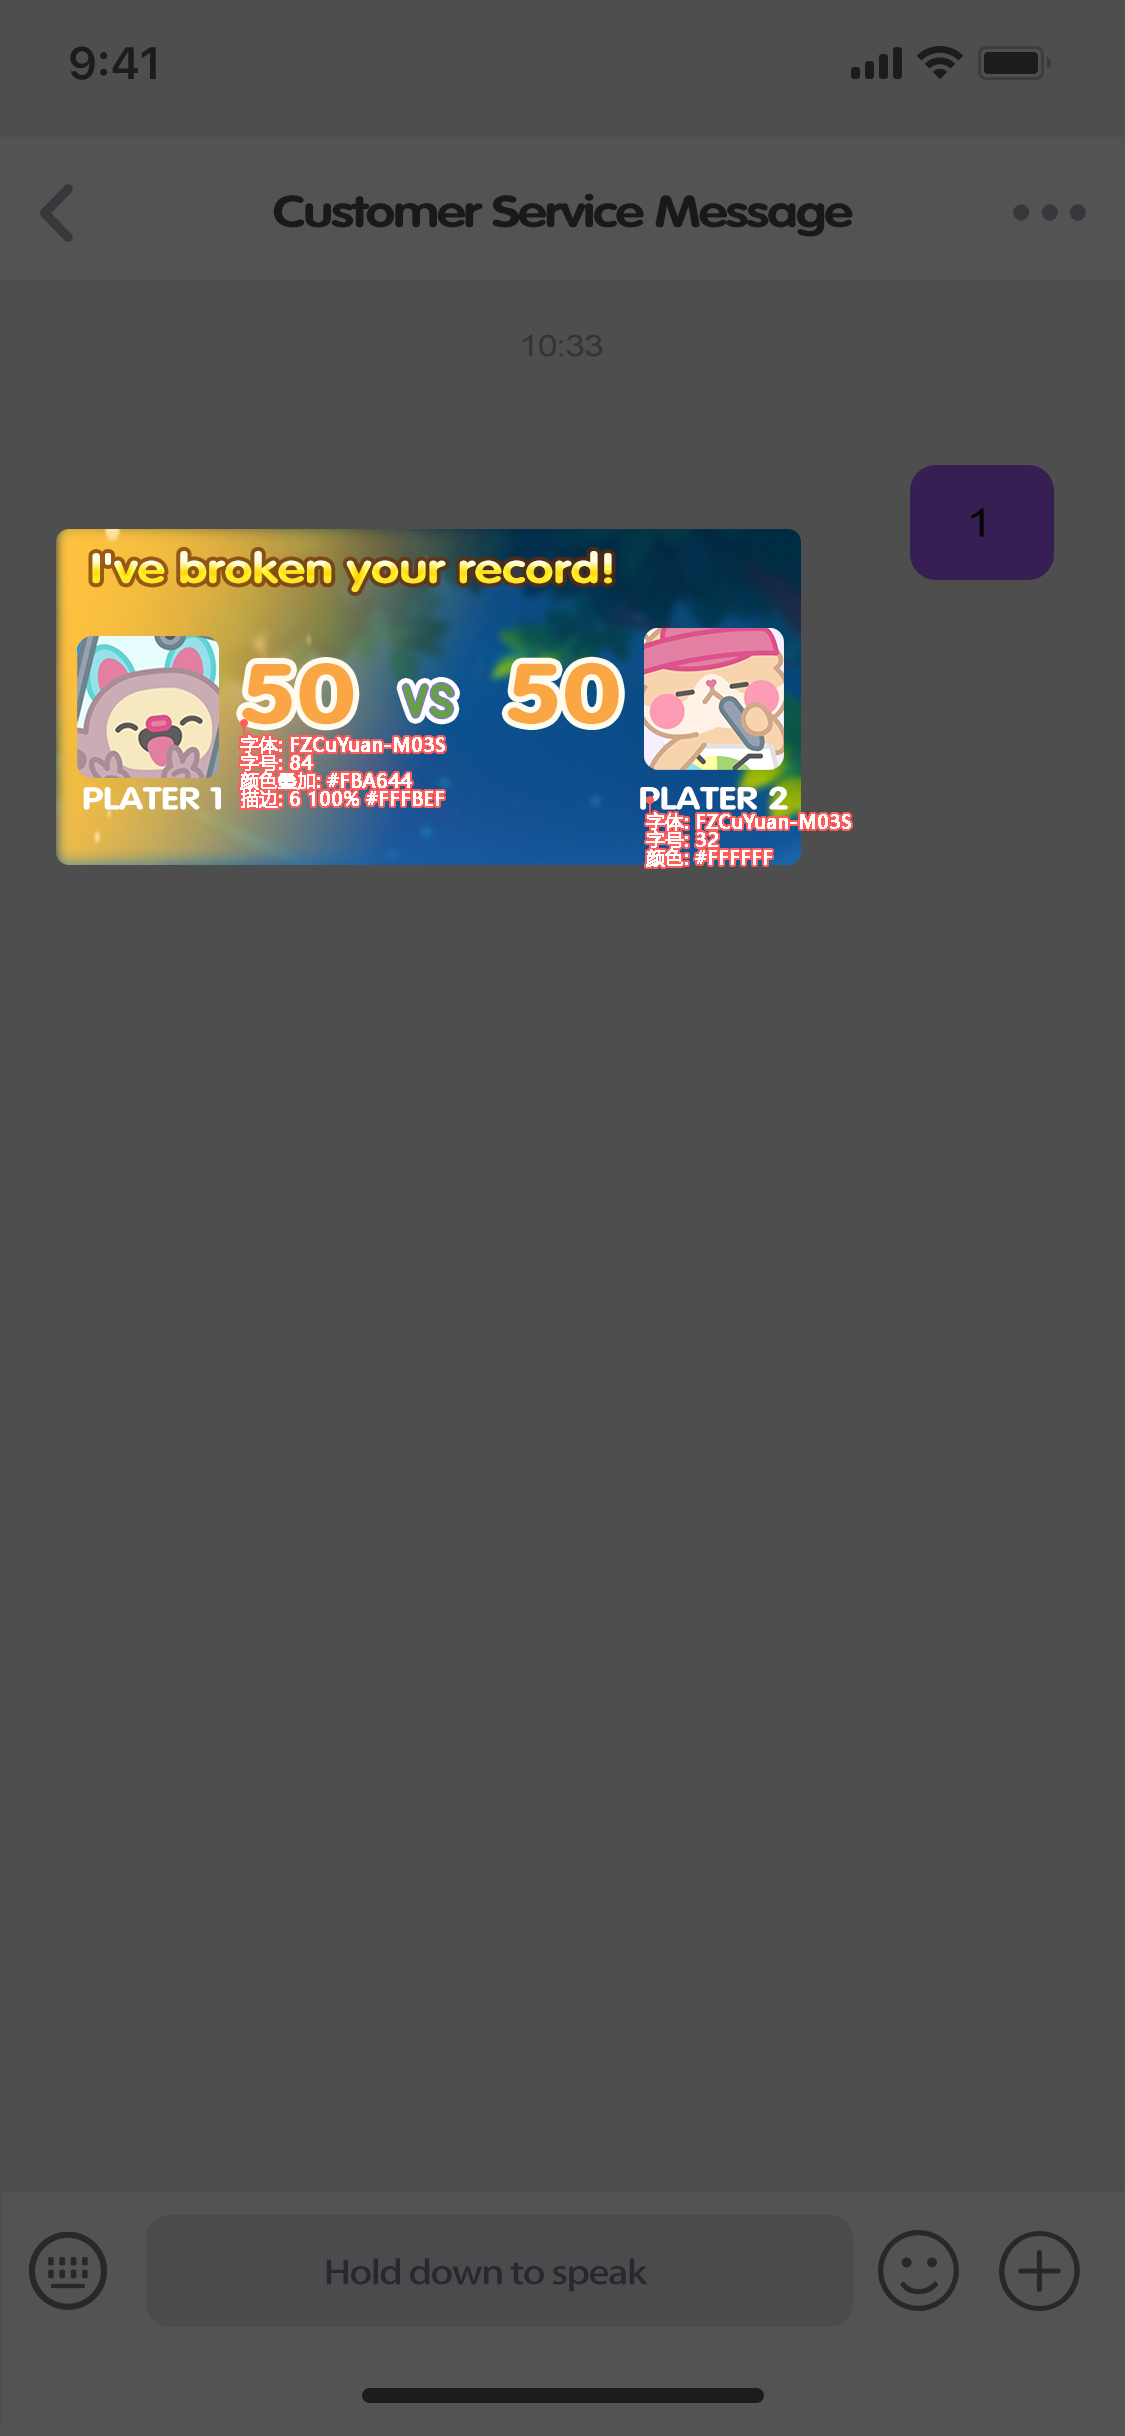 9:41
Customer Service Message
10:33
1
I've broken your record!
50 VS 50
字体: FZCuYuan-M03S
字号: 84
颜色叠加: #FBA644
描边: 6 100% #FFFBEF
PLATER 1
PLATER 2
字体: FZCuYuan-M03S
字号: 32
颜色: #FFFFFF
Hold down to speak